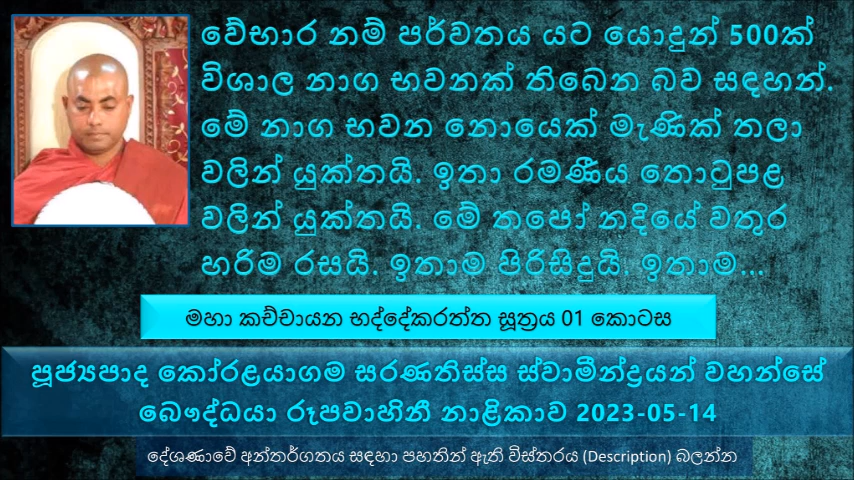 වේභාර නම් පර්වතය යට යොදුන් 500ක්
විශාල නාග භවනක් තිබෙන බව සඳහන්.
මේ නාග භවන නොයෙක් මැණික් තලා
වලින් යුක්තයි. ඉතා රමණීය තොටුපළ
වලින් යුක්තයි. මේ තපෝ නදියේ වතුර
හරිම රසයි. ඉතාම පිරිසිදුයි. ඉතාම...
මහා කච්චායන භද්දේකරත්ත සූත්‍රය 01 කොටස
පූජ්‍යපාද කෝරළයාගම සරණතිස්ස ස්වාමීන්ද්‍රයන් වහන්සේ
බෞද්ධයා රූපවාහිනී නාළිකාව 2023-05-14
දේශණාවේ අන්තර්ගතය සඳහා පහතින් ඇති විස්තරය (Description) බලන්න